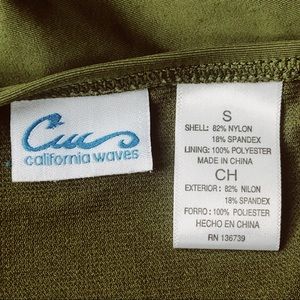 Cwvs
california waves
S
SHELL: 82% NYLON
18% SPANDEX
LINING: 100% POLYESTER
MADE IN CHINA
CH
EXTERIOR: 82% NILON
18% SPANDEX
FORRO: 100% POLIESTER
HECHO EN CHINA
RN 136739